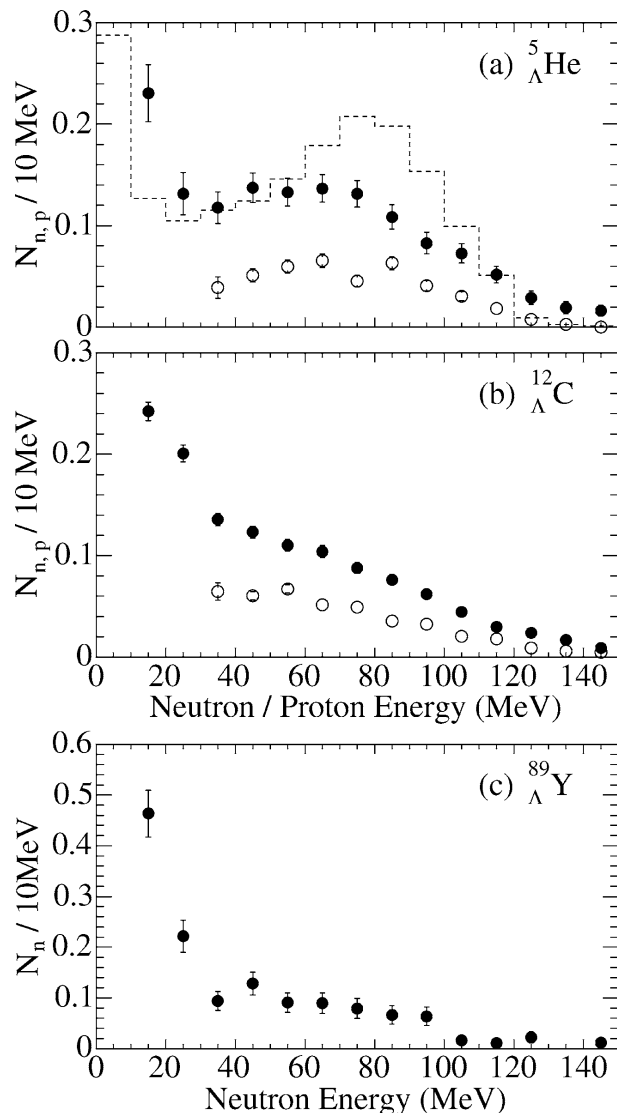 0.3
(a) ⁵ΛHe
0.2
0.1
0
N n,p / 10 MeV
0.3
(b) ¹²ΛC
0.2
0.1
0
N n,p / 10 MeV
0 20 40 60 80 100 120 140
Neutron / Proton Energy (MeV)
0.6
(c) ⁸⁹ΛY
0.5
0.4
0.3
0.2
0.1
0
N n / 10MeV
0 20 40 60 80 100 120 140
Neutron Energy (MeV)